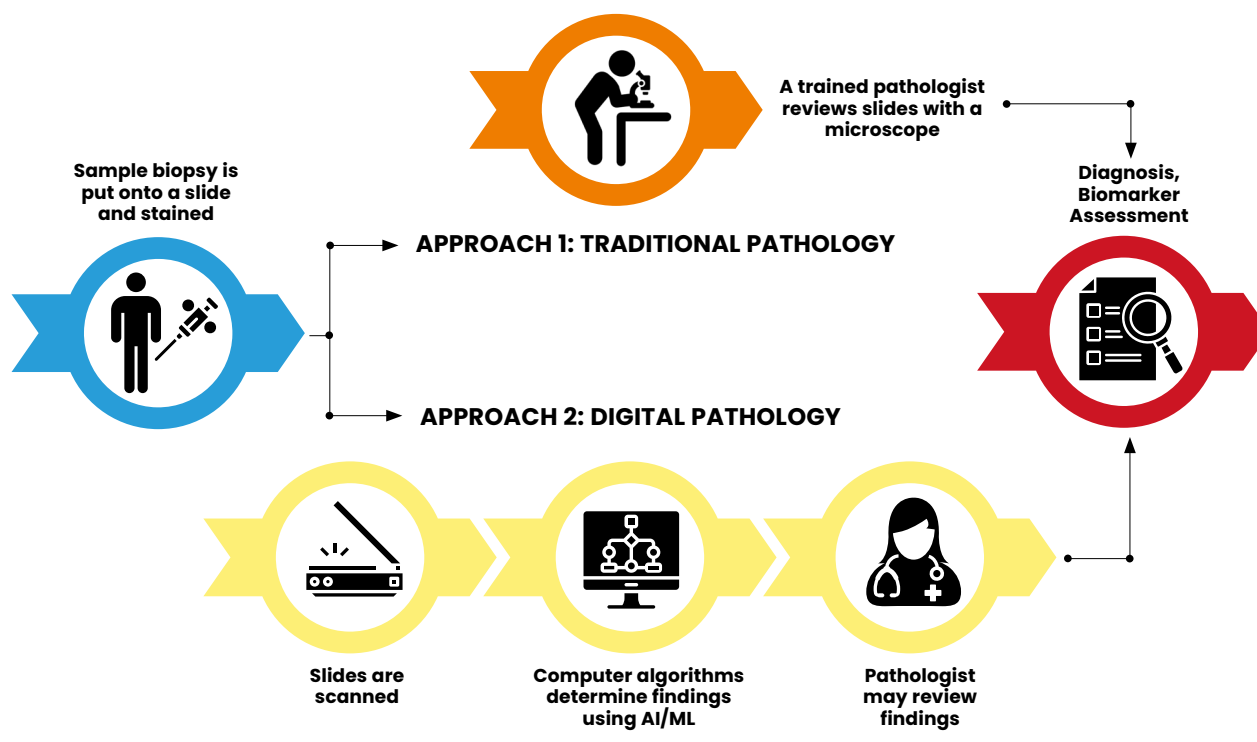 A trained pathologist
reviews slides with a
microscope
Sample biopsy is
put onto a slide
and stained
Diagnosis,
Biomarker
Assessment
APPROACH 1: TRADITIONAL PATHOLOGY
APPROACH 2: DIGITAL PATHOLOGY
Slides are
scanned
Computer algorithms
determine findings
using AI/ML
Pathologist
may review
findings